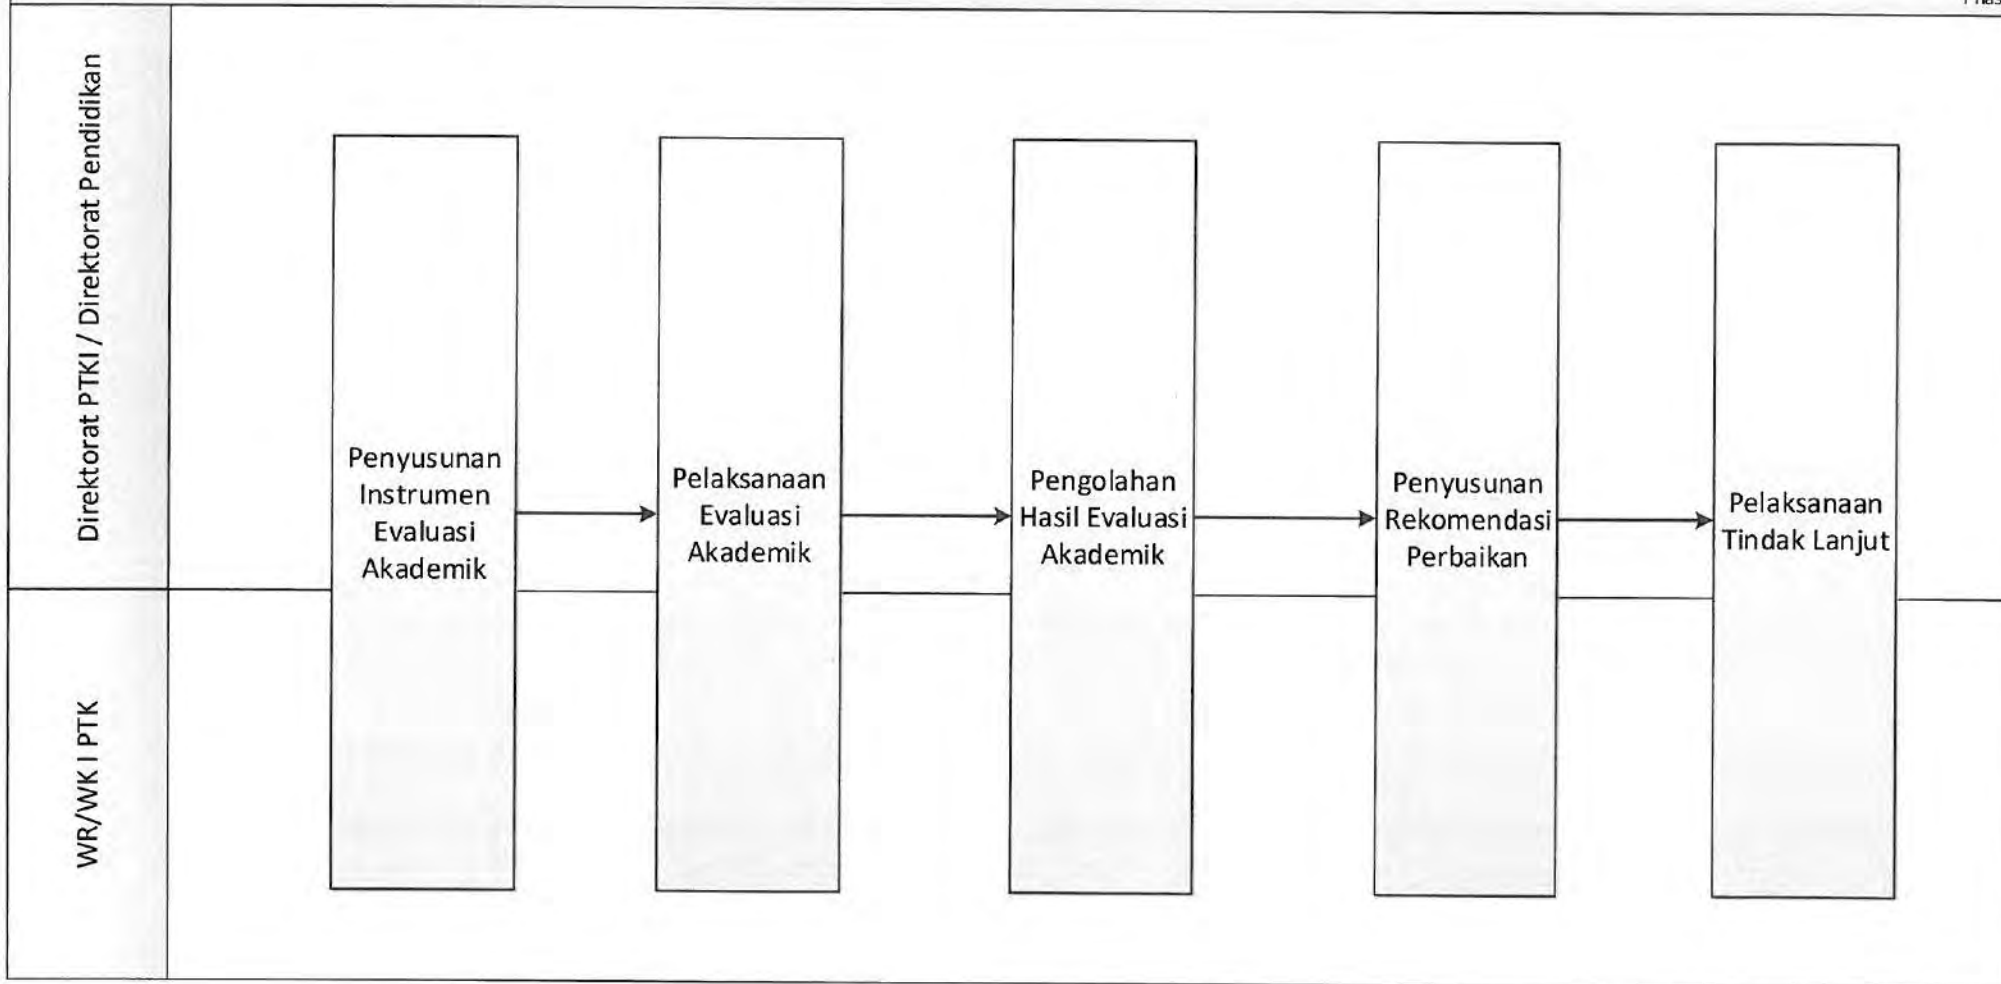 Direktorat PTKI / Direktorat Pendidikan
Penyusunan
Instrumen
Evaluasi
Akademik
Pelaksanaan
Evaluasi
Akademik
Pengolahan
Hasil Evaluasi
Akademik
Penyusunan
Rekomendasi
Perbaikan
Pelaksanaan
Tindak Lanjut
WR/WK I PTK